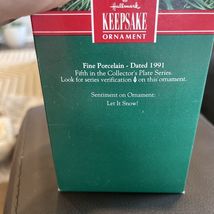 Hallmark
KEEPSAKE
ORNAMENT
Fine Porcelain - Dated 1991
Fifth in the Collector's Plate Series.
Look for series verification on this ornament.
Sentiment on Ornament:
Let It Snow!